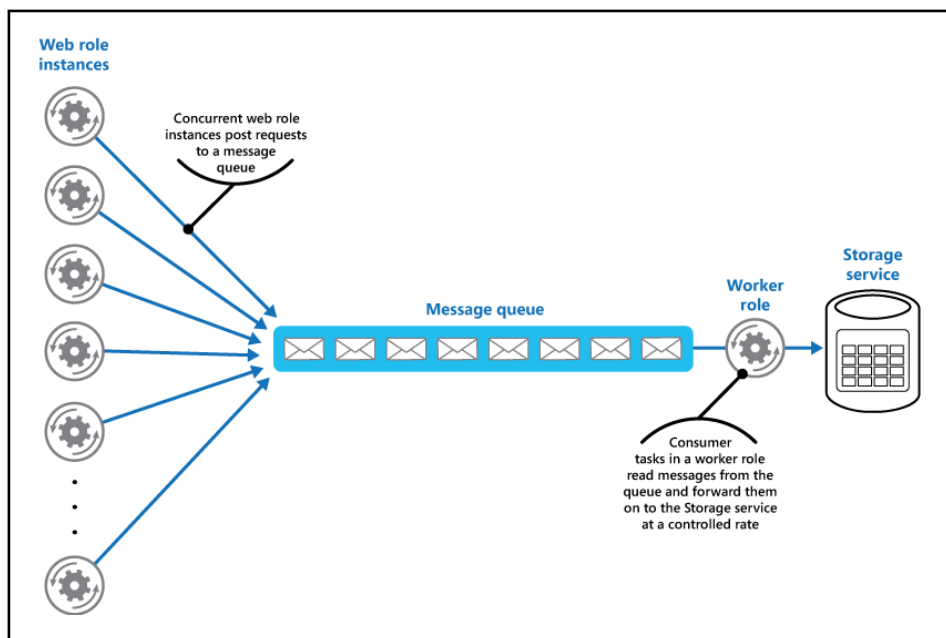 Web role
instances
Concurrent web role
instances post requests
to a message
queue
Message queue
Worker
role
Storage
service
Consumer
tasks in a worker role
read messages from the
queue and forward them
on to the Storage service
at a controlled rate